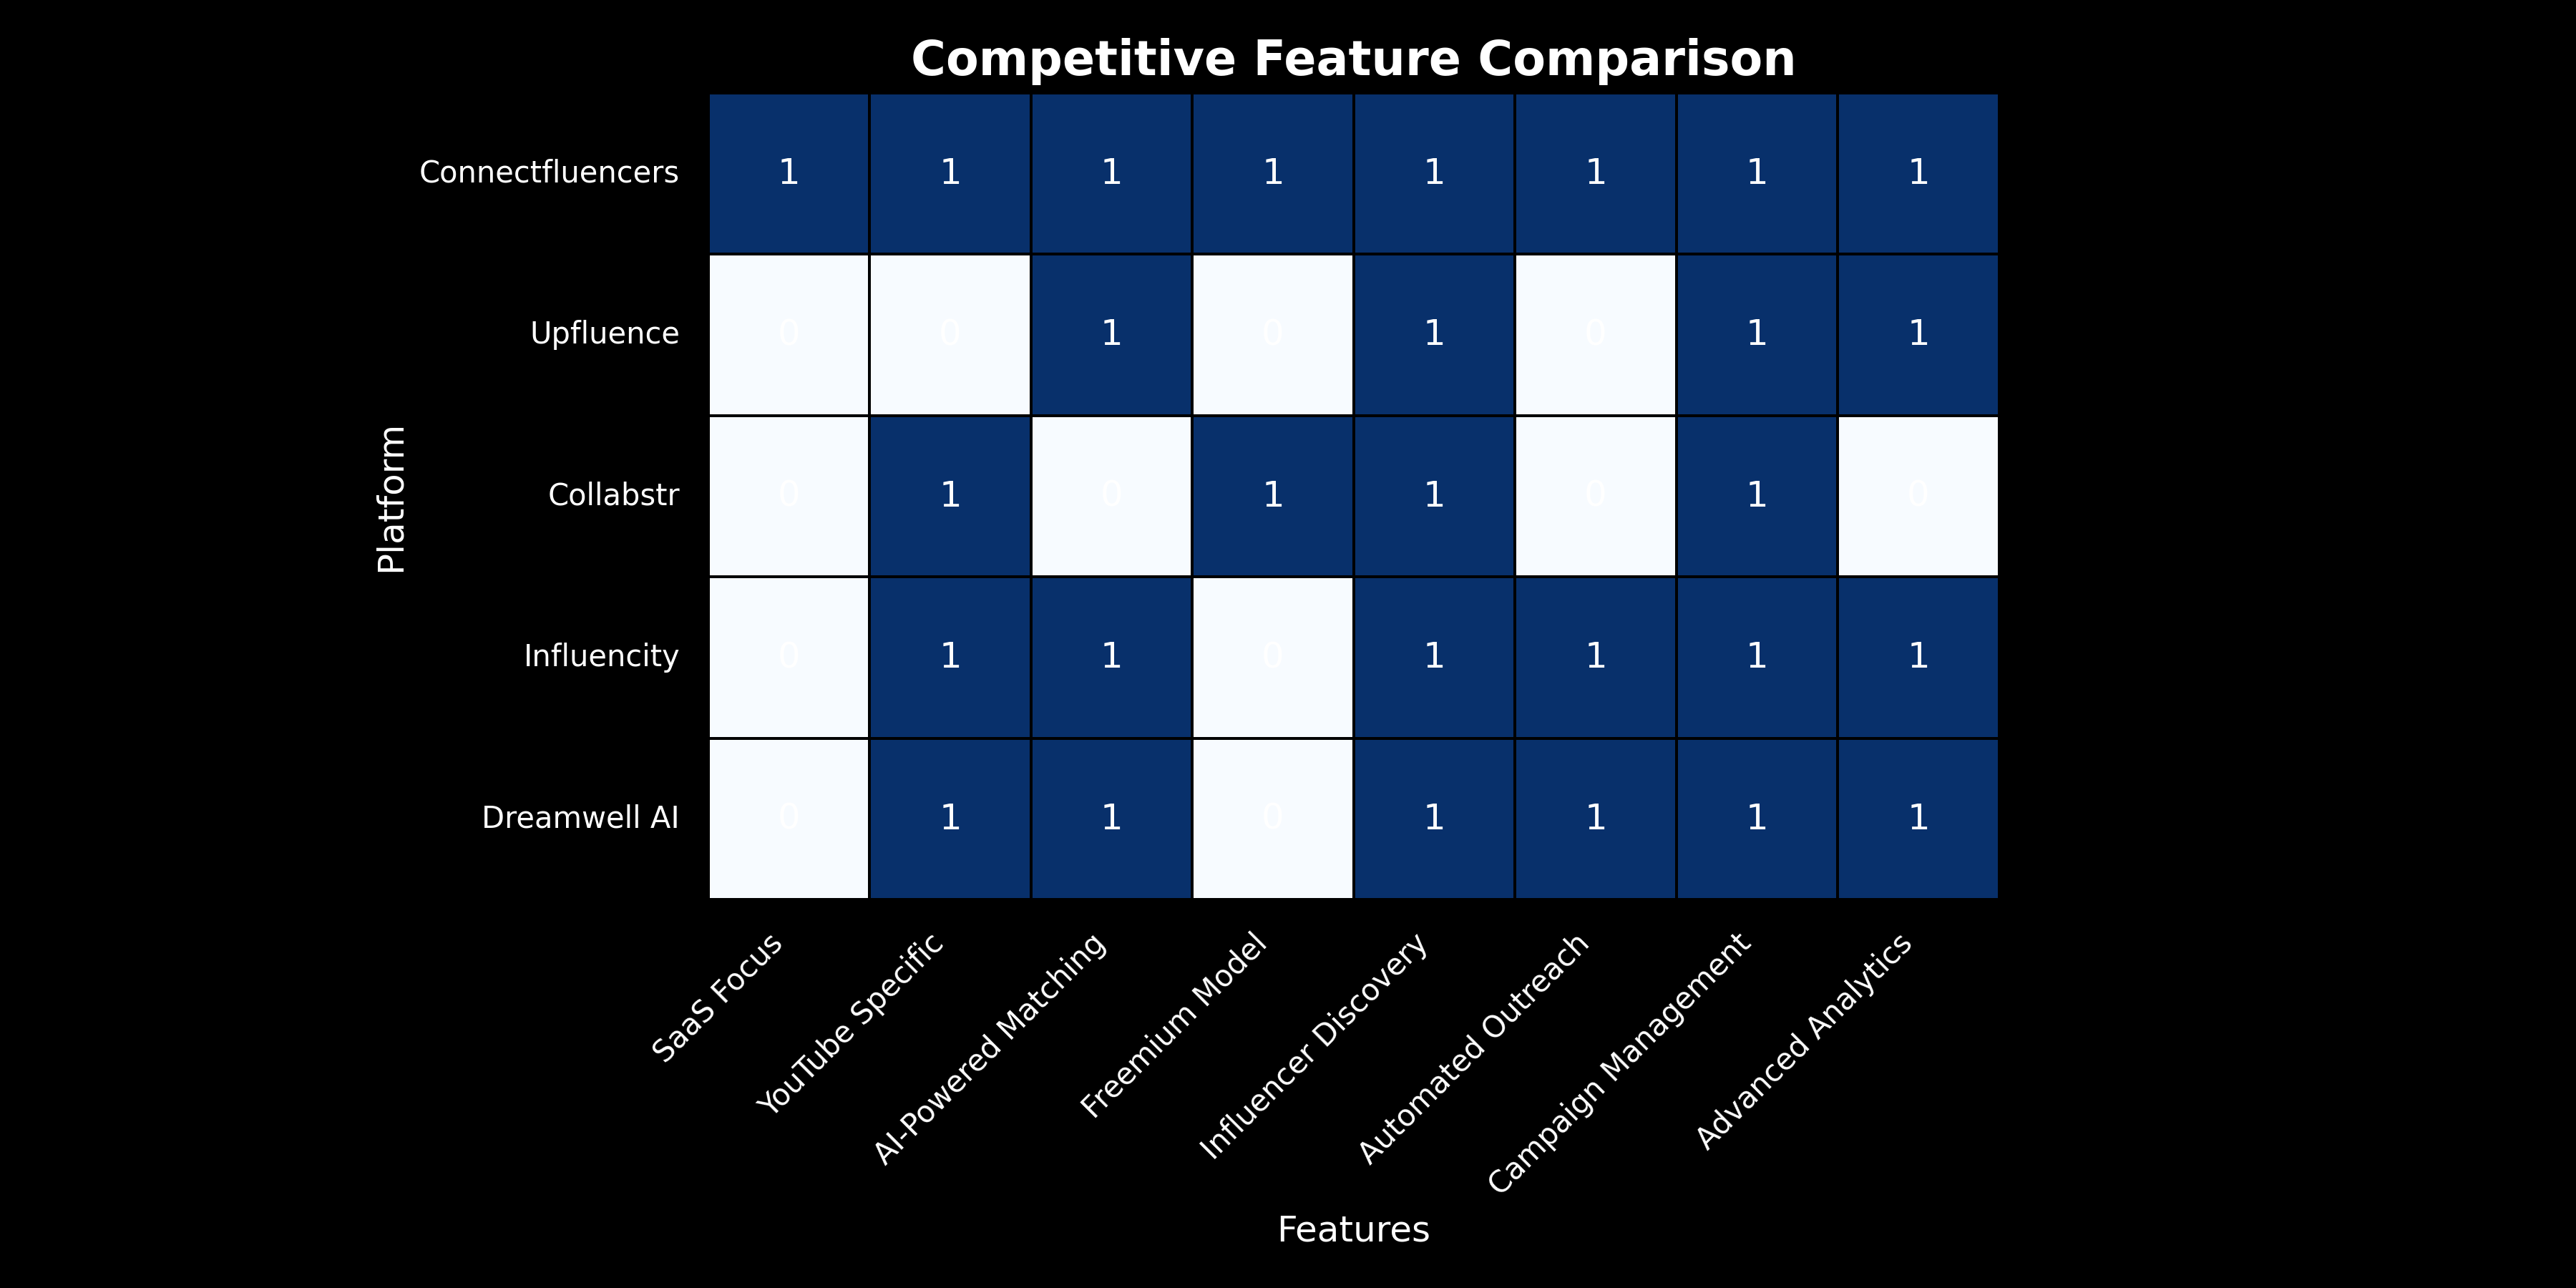 Competitive Feature Comparison
Platform
Connectfluencers 1 1 1 1 1 1 1 1
Upfluence 0 0 1 0 1 0 1 1
Collabstr 0 1 0 1 1 0 1 0
Influencity 0 1 1 0 1 1 1 1
Dreamwell AI 0 1 1 0 1 1 1 1
SaaS Focus
YouTube Specific
AI-Powered Matching
Freemium Model
Influencer Discovery
Automated Outreach
Campaign Management
Advanced Analytics
Features